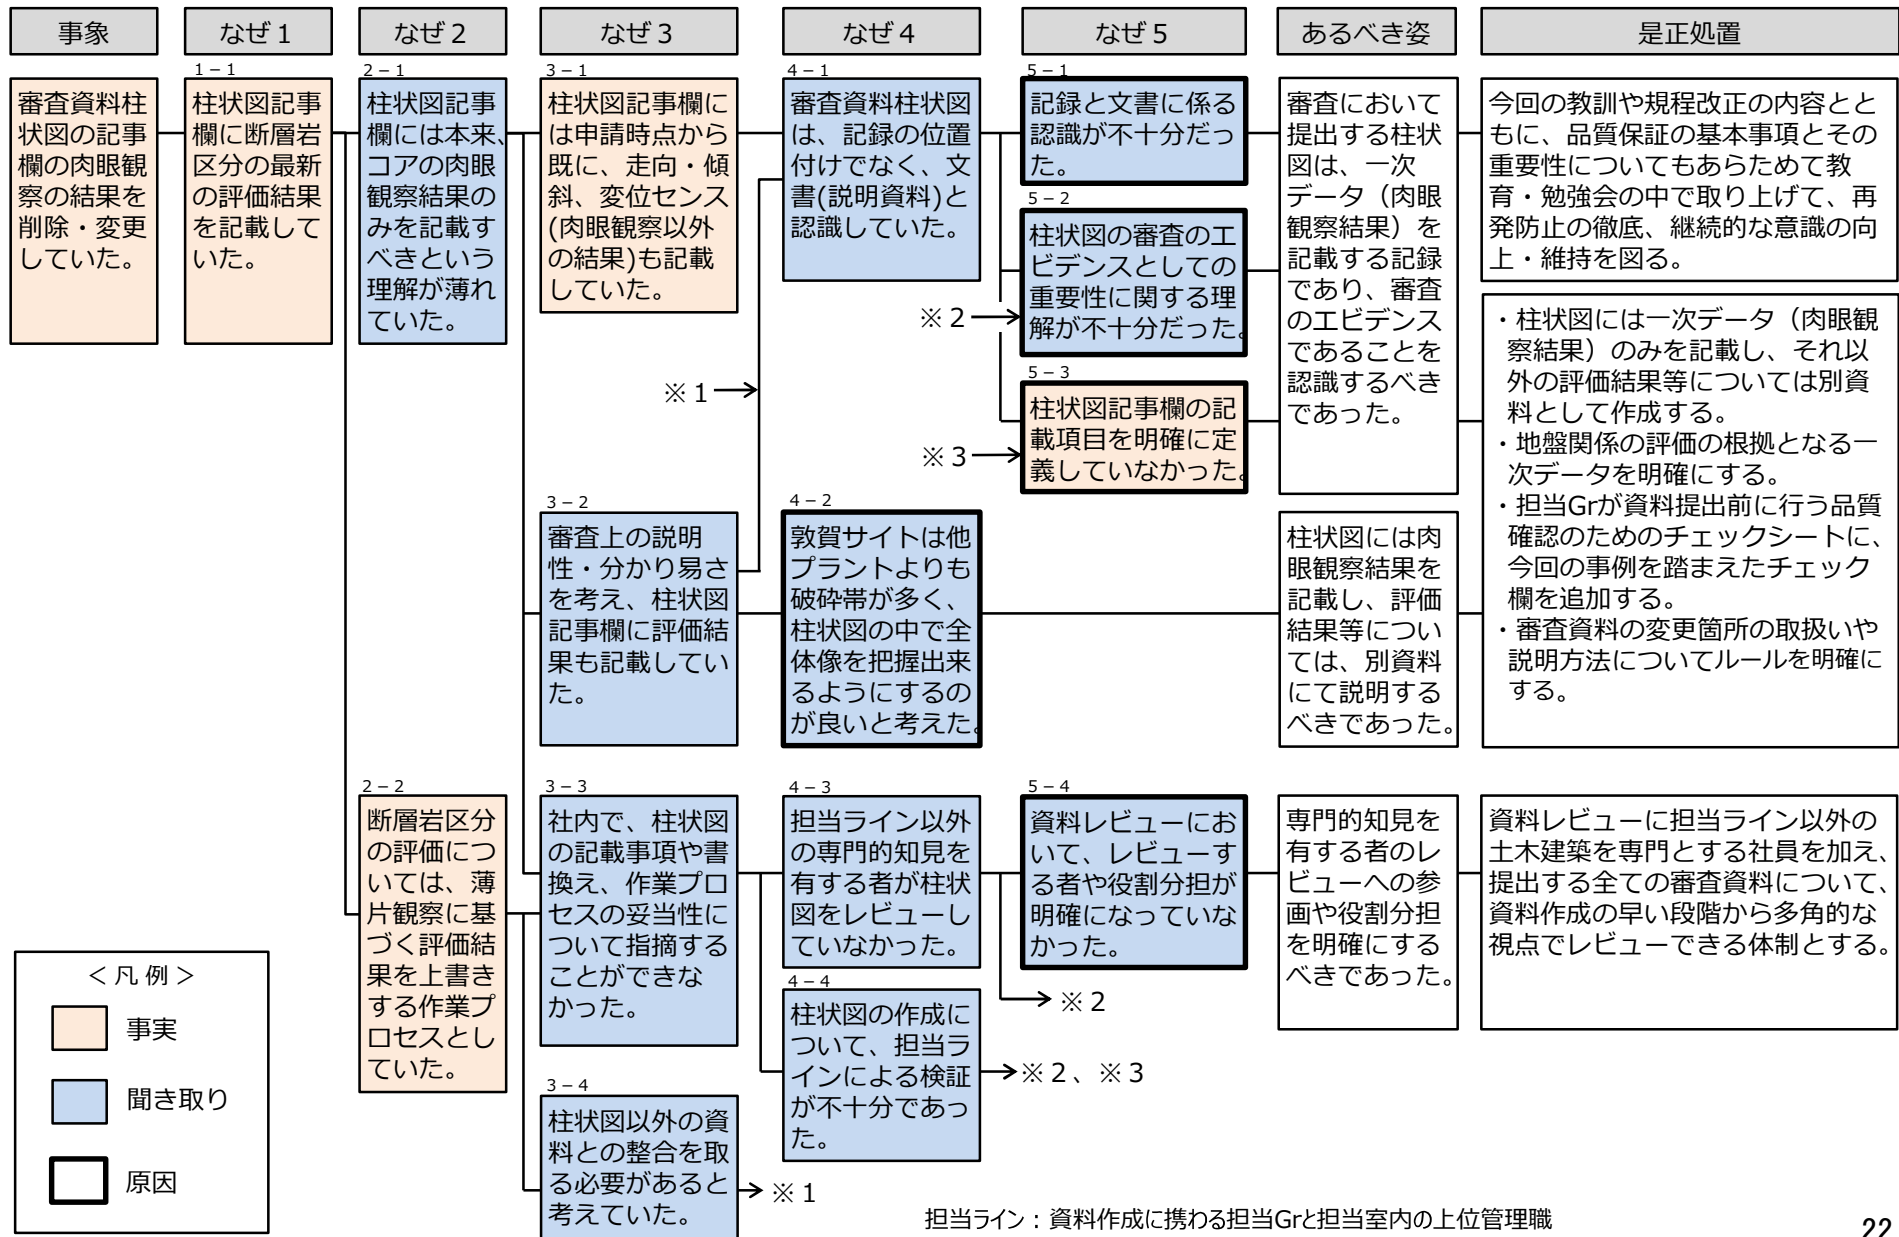 事象
なぜ1
なぜ2
なぜ3
なぜ4
なぜ5
あるべき姿
是正処置
審査資料柱
状図の記事
欄の肉眼観
察の結果を
削除・変更
していた。
1－1
柱状図記事
欄に断層岩
区分の最新
の評価結果
を記載して
いた。
2－1
柱状図記事
欄には本来、
コアの肉眼
観察結果のみ
を記載す
べきという
理解が薄れ
ていた。
3－1
柱状図記事欄に
は申請時点から
既に、走向・傾
斜、変位センス
(肉眼観察以外
の結果)も記載
していた。
4－1
審査資料柱状図
は、記録の位置
付けでなく、文
書(説明資料)と
認識していた。
5－1
記録と文書に係る
認識が不十分だっ
た。
5－2
柱状図の審査のエ
ビデンスとしての
重要性に関する理
解が不十分だった。
※2
※1
5－3
柱状図記事欄の記
載項目を明確に定
義していなかった。
※3
審査において
提出する柱状
図は、一次
データ（肉眼
観察結果）を
記載する記録
であり、審査
のエビデンス
であることを
認識するべき
であった。
今回の教訓や規程改正の内容とと
もに、品質保証の基本事項とその
重要性についてもあらためて教
育・勉強会の中で取り上げて、再
発防止の徹底、継続的な意識の向
上・維持を図る。
・柱状図には一次データ（肉眼観
察結果）のみを記載し、それ以
外の評価結果等については別資
料として作成する。
・地盤関係の評価の根拠となる一
次データを明確にする。
・担当Grが資料提出前に行う品質
確認のためのチェックシートに、
今回の事例を踏まえたチェック
欄を追加する。
・審査資料の変更箇所の取扱いや
説明方法についてルールを明確に
する。
3－2
審査上の説明
性・分かり易さ
を考え、柱状図
記事欄に評価結
果も記載してい
た。
4－2
敦賀サイトは他
プラントよりも
破砕帯が多く、
柱状図の中で全
体像を把握出来
るようにするの
が良いと考えた。
柱状図には肉
眼観察結果を
記載し、評価
結果等につい
ては、別資料
にて説明する
べきであった。
2－2
断層岩区分
の評価につ
いては、薄
片観察に基
づく評価結
果を上書き
する作業プ
ロセスとし
ていた。
3－3
社内で、柱状図
の記載事項や書
換え、作業プロ
セスの妥当性に
ついて指摘する
ことができな
かった。
4－3
担当ライン以外
の専門的知見を
有する者が柱状
図をレビューし
ていなかった。
5－4
資料レビューにお
いて、レビューす
る者や役割分担が
明確になっていな
かった。
専門的知見を
有する者のレ
ビューへの参
画や役割分担
を明確にする
べきであった。
資料レビューに担当ライン以外の
土木建築を専門とする社員を加え、
提出する全ての審査資料について、
資料作成の早い段階から多角的な
視点でレビューできる体制とする。
※2
4－4
柱状図の作成に
ついて、担当ラ
インによる検証
が不十分であっ
た。
※2、※3
3－4
柱状図以外の資
料との整合を取
る必要があると
考えていた。
※1
＜凡例＞
事実
聞き取り
原因
担当ライン：資料作成に携わる担当Grと担当室内の上位管理職
22